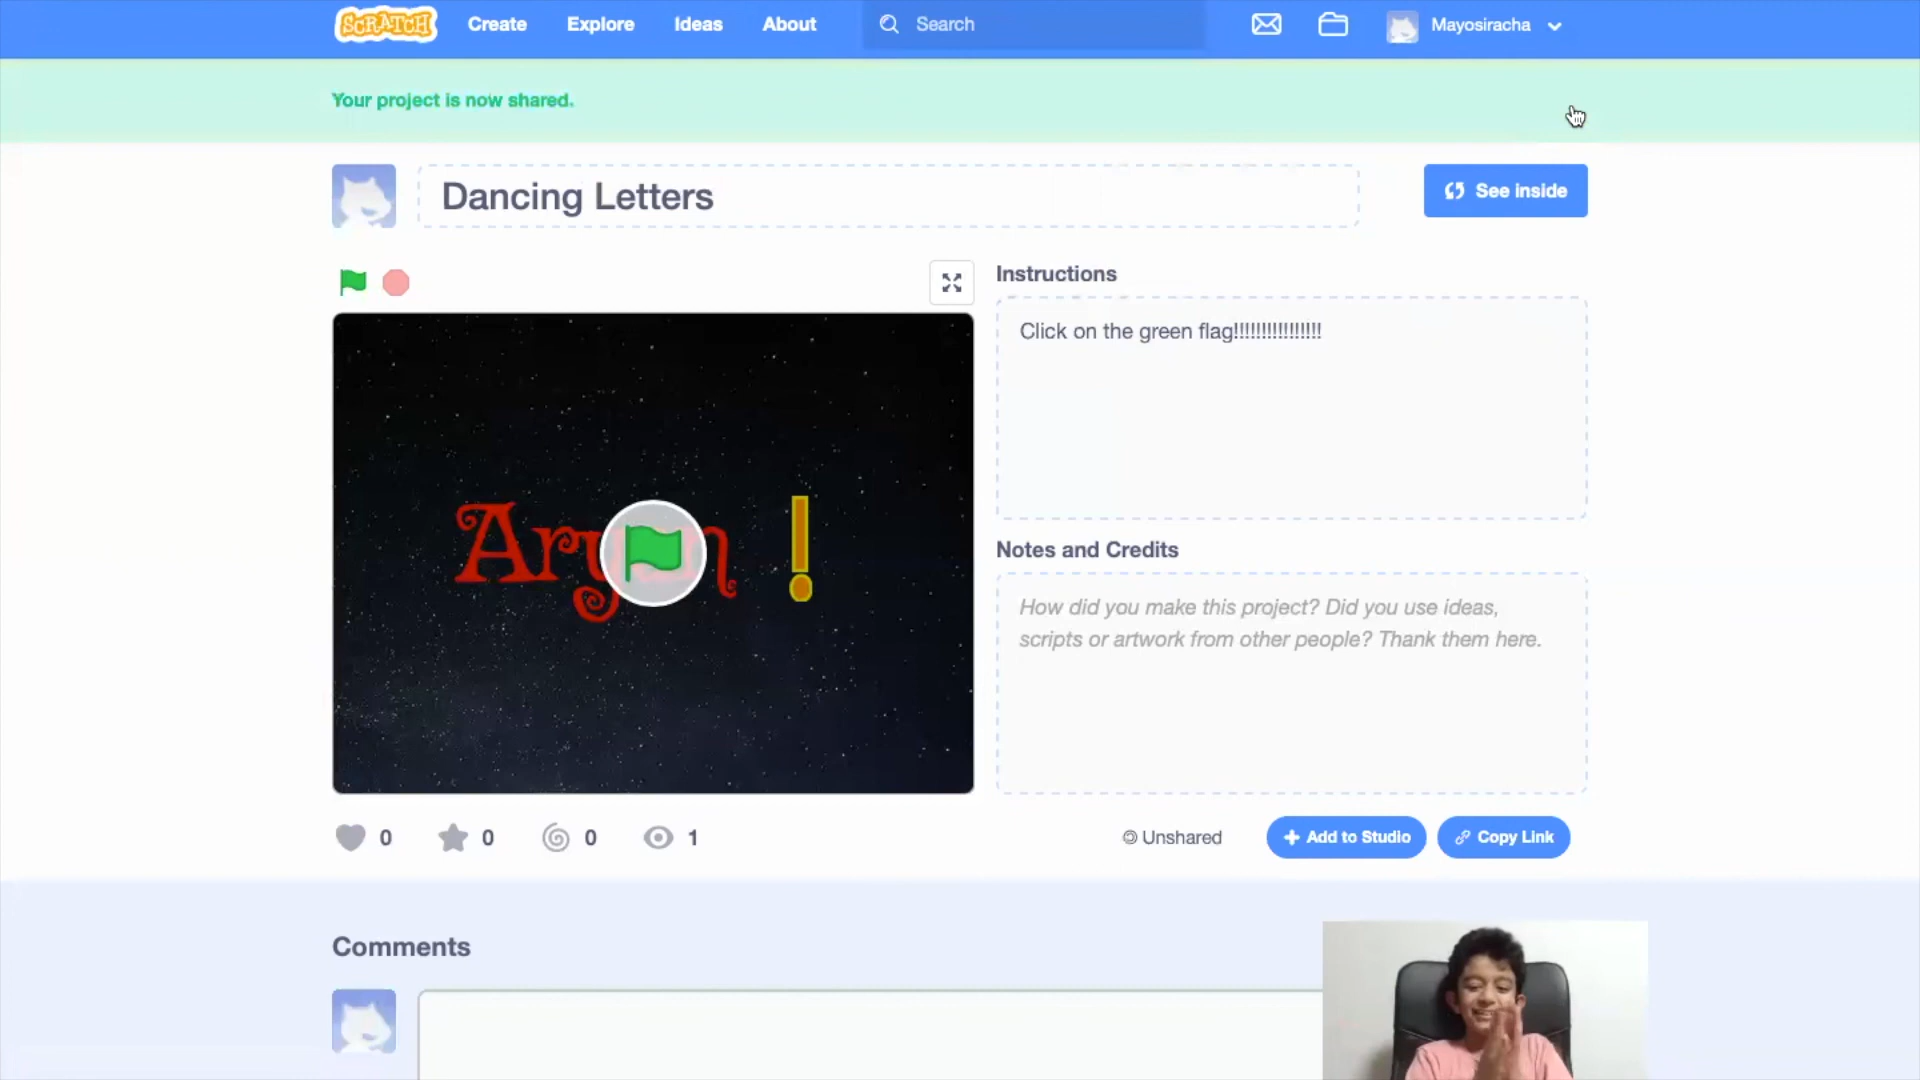 SCRATCH Create Explore Ideas About Search Mayosiracha
Your project is now shared.
Dancing Letters
See inside
Instructions
Click on the green flag!!!!!!!!!!!!!!!!
Ary n !
Notes and Credits
How did you make this project? Did you use ideas,
scripts or artwork from other people? Thank them here.
0 0 0 1
Unshared
Add to Studio
Copy Link
Comments